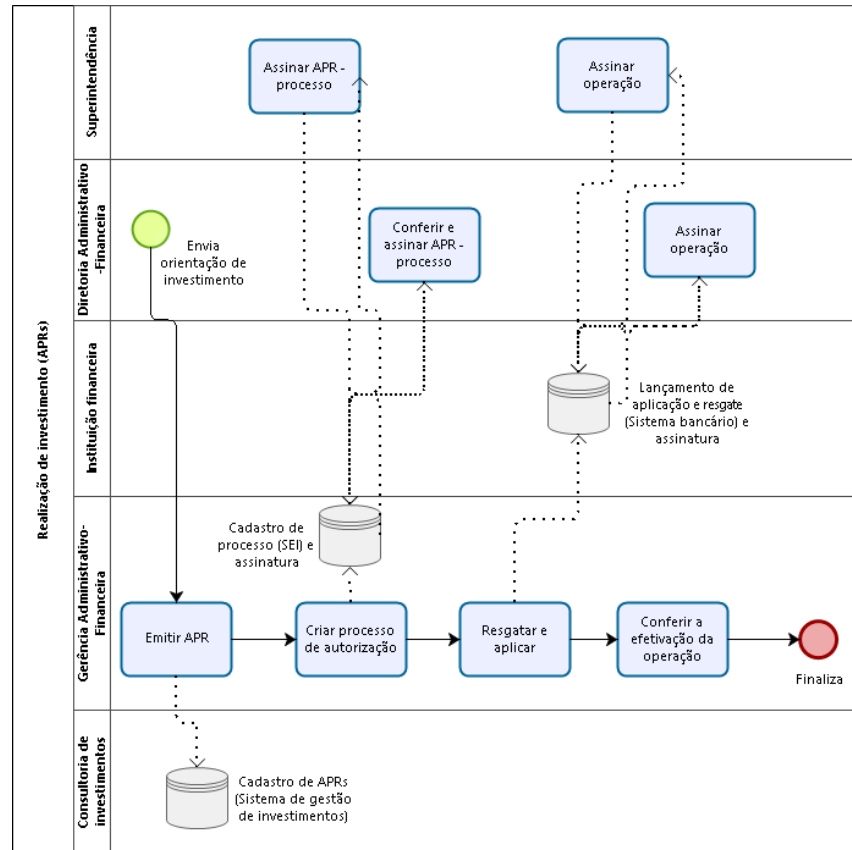 Realização de investimento (APRs)
Superintendência
Assinar APR -
processo
Assinar
operação
Diretoria Administrativo
-Financeira
Envia
orientação de
investimento
Conferir e
assinar APR -
processo
Assinar
operação
Instituição financeira
Lançamento de
aplicação e resgate
(Sistema bancário) e
assinatura
Gerência Administrativo-
Financeira
Cadastro de
processo (SEI) e
assinatura
Emitir APR
Criar processo
de autorização
Resgatar e
aplicar
Conferir a
efetivação da
operação
Finaliza
Consultoria de
investimentos
Cadastro de APRs
(Sistema de gestão
de investimentos)